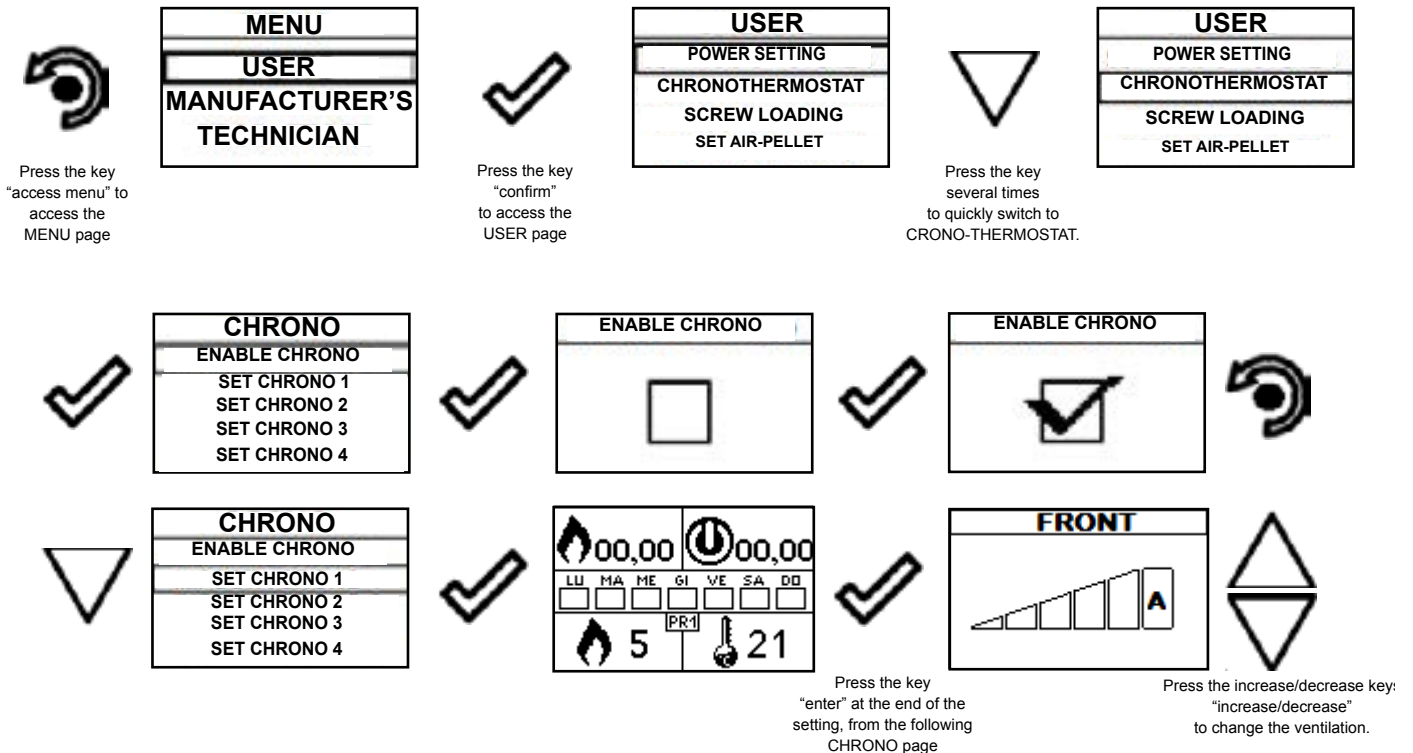 MENU
USER
MANUFACTURER'S
TECHNICIAN
Press the key
“access menu” to
access the
MENU page
Press the key
“confirm”
to access the
USER page
USER
POWER SETTING
CHRONOTHERMOSTAT
SCREW LOADING
SET AIR-PELLET
Press the key
several times
to quickly switch to
CRONO-THERMOSTAT.
USER
POWER SETTING
CHRONOTHERMOSTAT
SCREW LOADING
SET AIR-PELLET
CHRONO
ENABLE CHRONO
SET CHRONO 1
SET CHRONO 2
SET CHRONO 3
SET CHRONO 4
ENABLE CHRONO
ENABLE CHRONO
CHRONO
ENABLE CHRONO
SET CHRONO 1
SET CHRONO 2
SET CHRONO 3
SET CHRONO 4
00,00 00,00
LU MA ME GI VE SA DO
PR1
5 21
Press the key
“enter” at the end of the
setting, from the following
CHRONO page
FRONT
A
Press the increase/decrease keys
“increase/decrease”
to change the ventilation.